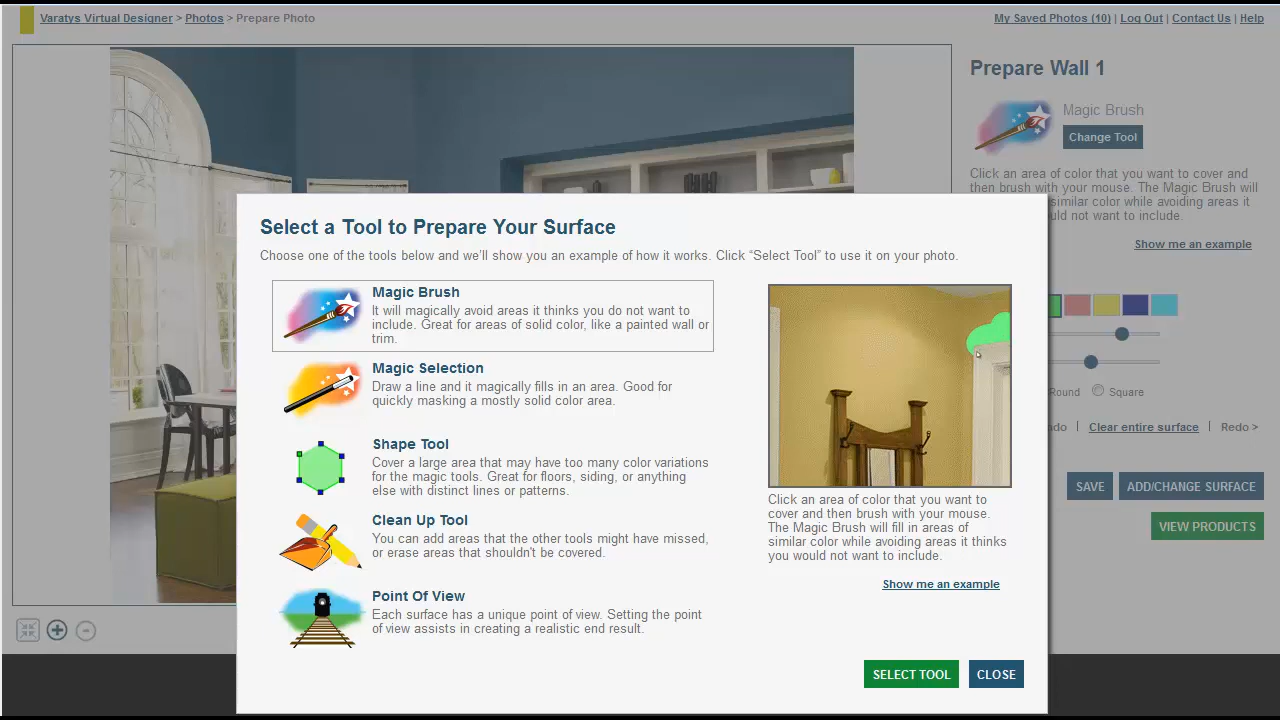 Varatys Virtual Designer > Photos > Prepare Photo
My Saved Photos (10) | Log Out | Contact Us | Help
Prepare Wall 1
Magic Brush
Change Tool
Click an area of color that you want to cover and
then brush with your mouse. The Magic Brush will
similar color while avoiding areas it
not want to include.
Show me an example
Round Square
Clear entire surface | Redo >
SAVE ADD/CHANGE SURFACE
VIEW PRODUCTS
Select a Tool to Prepare Your Surface
Choose one of the tools below and we'll show you an example of how it works. Click “Select Tool” to use it on your photo.
Magic Brush
It will magically avoid areas it thinks you do not want to
include. Great for areas of solid color, like a painted wall or
trim.
Magic Selection
Draw a line and it magically fills in an area. Good for
quickly masking a mostly solid color area.
Shape Tool
Cover a large area that may have too many color variations
for the magic tools. Great for floors, siding, or anything
else with distinct lines or patterns.
Clean Up Tool
You can add areas that the other tools might have missed,
or erase areas that shouldn't be covered.
Point Of View
Each surface has a unique point of view. Setting the point
of view assists in creating a realistic end result.
Click an area of color that you want to
cover and then brush with your mouse.
The Magic Brush will fill in areas of
similar color while avoiding areas it thinks
you would not want to include.
Show me an example
SELECT TOOL CLOSE